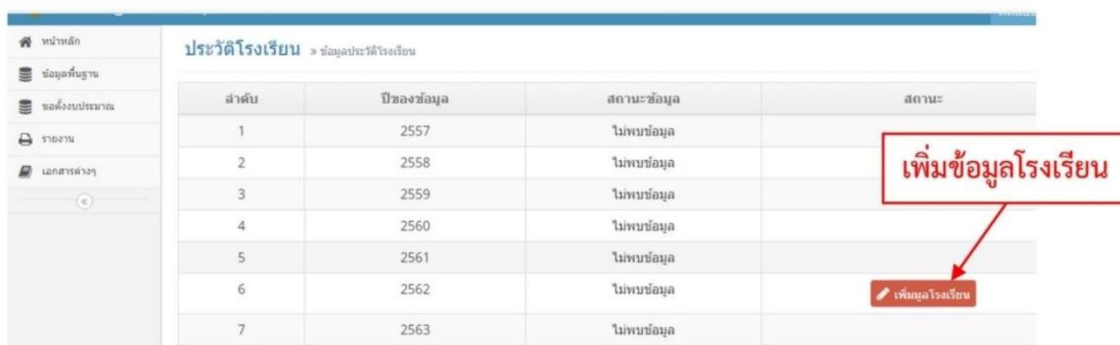 หน้าหลัก
ข้อมูลพื้นฐาน
ขอตั้งงบประมาณ
รายงาน
เอกสารต่างๆ
ประวัติโรงเรียน » ข้อมูลประวัติโรงเรียน
ลำดับ ปีของข้อมูล สถานะข้อมูล สถานะ
1 2557 ไม่พบข้อมูล
2 2558 ไม่พบข้อมูล
3 2559 ไม่พบข้อมูล
4 2560 ไม่พบข้อมูล
5 2561 ไม่พบข้อมูล
6 2562 ไม่พบข้อมูล เพิ่มมูลโรงเรียน
7 2563 ไม่พบข้อมูล
เพิ่มข้อมูลโรงเรียน